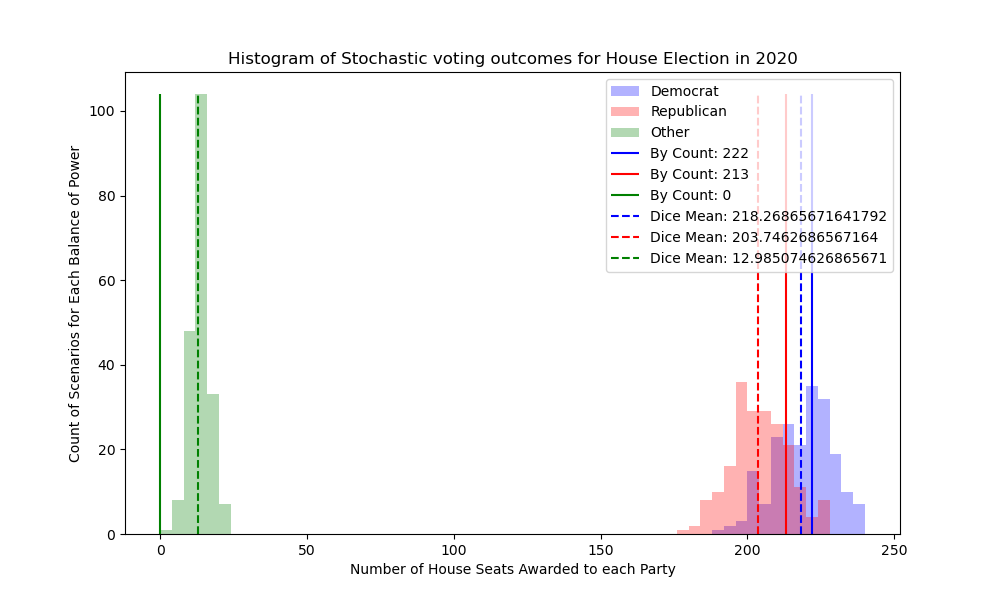 Histogram of Stochastic voting outcomes for House Election in 2020
Count of Scenarios for Each Balance of Power
100
80
60
40
20
0
Democrat
Republican
Other
By Count: 222
By Count: 213
By Count: 0
Dice Mean: 218.26865671641792
Dice Mean: 203.7462686567164
Dice Mean: 12.985074626865671
0 50 100 150 200 250
Number of House Seats Awarded to each Party